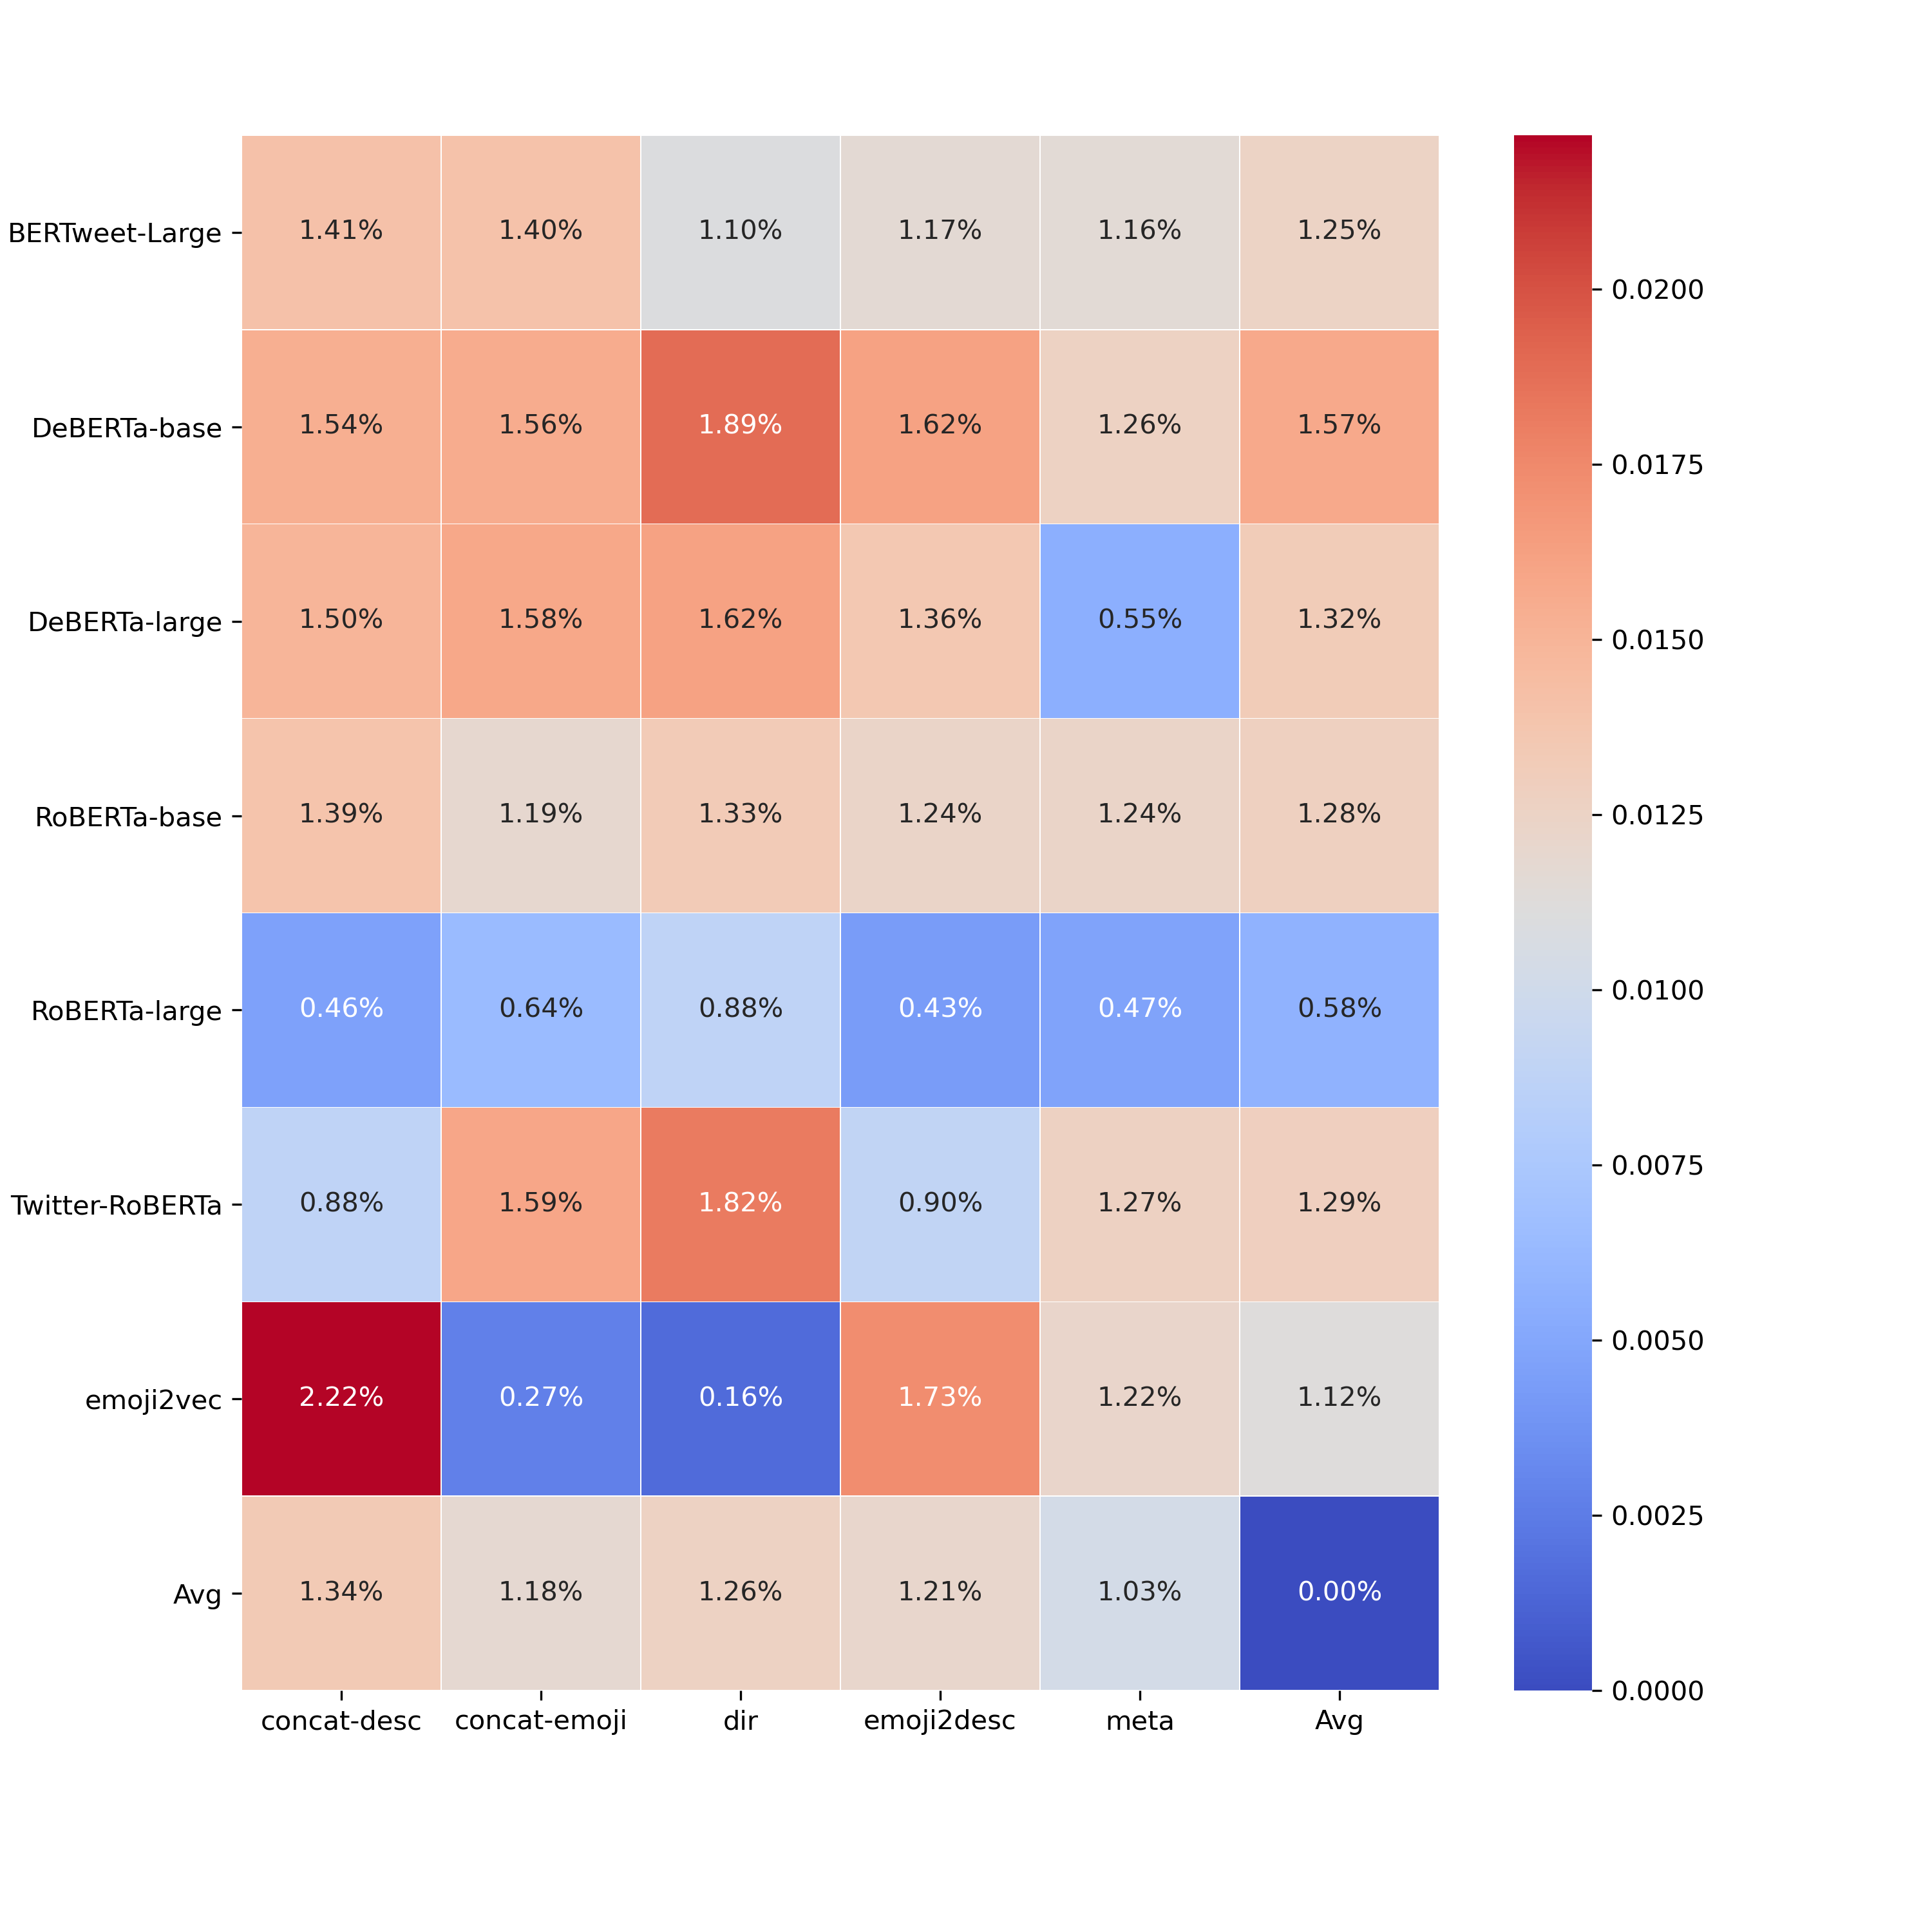 BERTweet-Large 1.41% 1.40% 1.10% 1.17% 1.16% 1.25%
DeBERTa-base 1.54% 1.56% 1.89% 1.62% 1.26% 1.57%
DeBERTa-large 1.50% 1.58% 1.62% 1.36% 0.55% 1.32%
RoBERTa-base 1.39% 1.19% 1.33% 1.24% 1.24% 1.28%
RoBERTa-large 0.46% 0.64% 0.88% 0.43% 0.47% 0.58%
Twitter-RoBERTa 0.88% 1.59% 1.82% 0.90% 1.27% 1.29%
emoji2vec 2.22% 0.27% 0.16% 1.73% 1.22% 1.12%
Avg 1.34% 1.18% 1.26% 1.21% 1.03% 0.00%
concat-desc concat-emoji dir emoji2desc meta Avg
0.0200
0.0175
0.0150
0.0125
0.0100
0.0075
0.0050
0.0025
0.0000